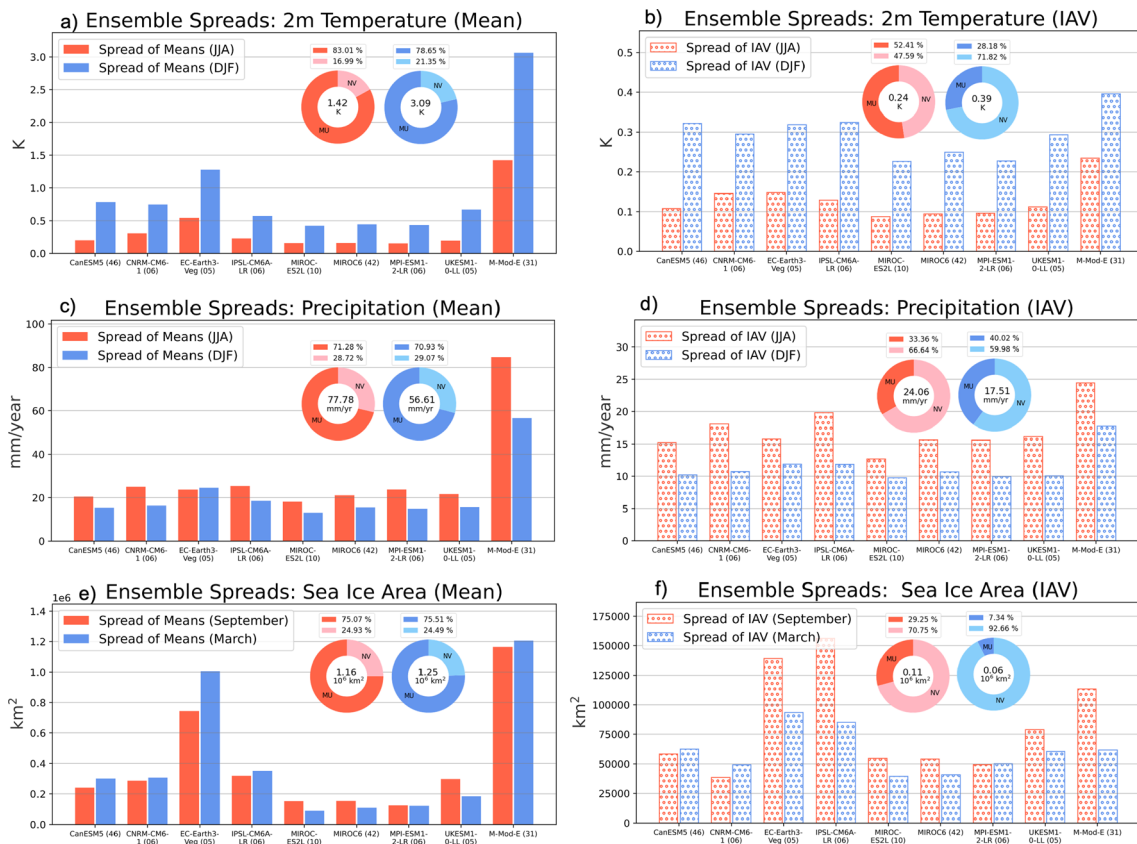 a) Ensemble Spreads: 2m Temperature (Mean)
Spread of Means (JJA)
Spread of Means (DJF)
83.01 %
16.99 %
78.65 %
21.35 %
NV
MU
1.42
K
NV
MU
3.09
K
K
3.0
2.5
2.0
1.5
1.0
0.5
0.0
CanESM5 (46)
CNRM-CM6-
1 (06)
EC-Earth3-
Veg (05)
IPSL-CM6A-
LR (06)
MIROC-
ES2L (10)
MIROC6 (42)
MPI-ESM1-
2-LR (06)
UKESM1-
0-LL (05)
M-Mod-E (31)
b) Ensemble Spreads: 2m Temperature (IAV)
Spread of IAV (JJA)
Spread of IAV (DJF)
52.41 %
47.59 %
28.18 %
71.82 %
MU
NV
0.24
K
MU
NV
0.39
K
K
0.5
0.4
0.3
0.2
0.1
0.0
CanESM5 (46)
CNRM-CM6-
1 (06)
EC-Earth3-
Veg (05)
IPSL-CM6A-
LR (06)
MIROC-
ES2L (10)
MIROC6 (42)
MPI-ESM1-
2-LR (06)
UKESM1-
0-LL (05)
M-Mod-E (31)
c) Ensemble Spreads: Precipitation (Mean)
Spread of Means (JJA)
Spread of Means (DJF)
71.28 %
28.72 %
70.93 %
29.07 %
NV
MU
77.78
mm/yr
NV
MU
56.61
mm/yr
mm/year
100
80
60
40
20
0
CanESM5 (46)
CNRM-CM6-
1 (06)
EC-Earth3-
Veg (05)
IPSL-CM6A-
LR (06)
MIROC-
ES2L (10)
MIROC6 (42)
MPI-ESM1-
2-LR (06)
UKESM1-
0-LL (05)
M-Mod-E (31)
d) Ensemble Spreads: Precipitation (IAV)
Spread of IAV (JJA)
Spread of IAV (DJF)
33.36 %
66.64 %
40.02 %
59.98 %
MU
NV
24.06
mm/yr
MU
NV
17.51
mm/yr
mm/year
30
25
20
15
10
5
0
CanESM5 (46)
CNRM-CM6-
1 (06)
EC-Earth3-
Veg (05)
IPSL-CM6A-
LR (06)
MIROC-
ES2L (10)
MIROC6 (42)
MPI-ESM1-
2-LR (06)
UKESM1-
0-LL (05)
M-Mod-E (31)
1e6
e) Ensemble Spreads: Sea Ice Area (Mean)
Spread of Means (September)
Spread of Means (March)
75.07 %
24.93 %
75.51 %
24.49 %
NV
MU
1.16
10⁶ km²
NV
MU
1.25
10⁶ km²
km²
1.4
1.2
1.0
0.8
0.6
0.4
0.2
0.0
CanESM5 (46)
CNRM-CM6-
1 (06)
EC-Earth3-
Veg (05)
IPSL-CM6A-
LR (06)
MIROC-
ES2L (10)
MIROC6 (42)
MPI-ESM1-
2-LR (06)
UKESM1-
0-LL (05)
M-Mod-E (31)
f) Ensemble Spreads: Sea Ice Area (IAV)
Spread of IAV (September)
Spread of IAV (March)
29.25 %
70.75 %
7.34 %
92.66 %
MU
NV
0.11
10⁶ km²
MU
NV
0.06
10⁶ km²
km²
175000
150000
125000
100000
75000
50000
25000
0
CanESM5 (46)
CNRM-CM6-
1 (06)
EC-Earth3-
Veg (05)
IPSL-CM6A-
LR (06)
MIROC-
ES2L (10)
MIROC6 (42)
MPI-ESM1-
2-LR (06)
UKESM1-
0-LL (05)
M-Mod-E (31)